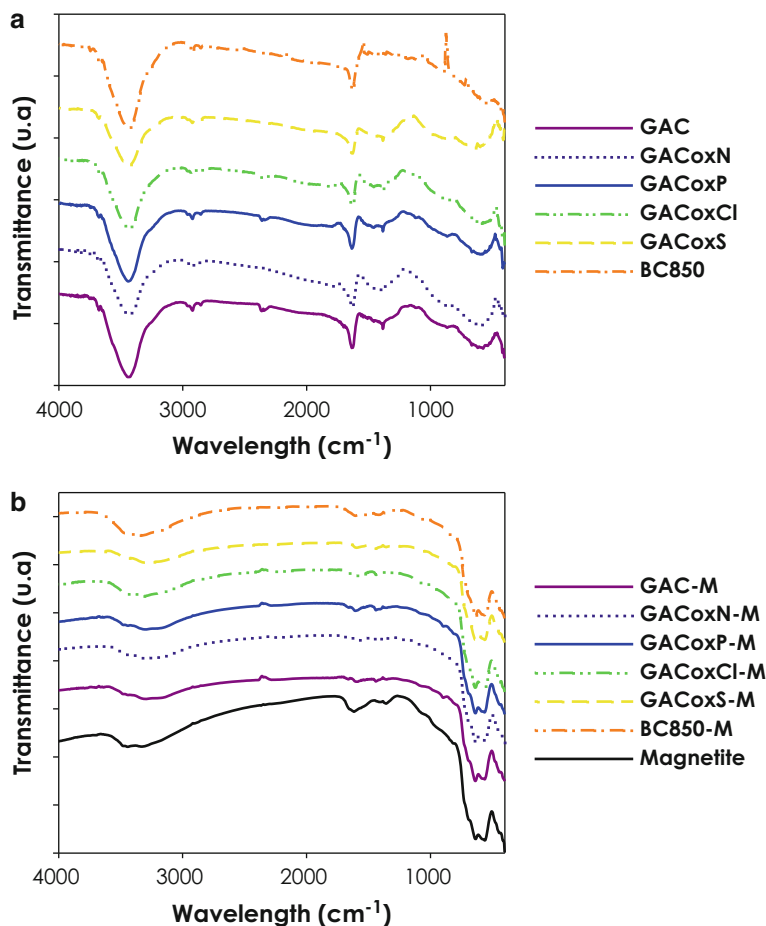 a
Transmittance (u.a)
4000
3000
2000
1000
Wavelength (cm-1)
GAC
GACoxN
GACoxP
GACoxCl
GACoxS
BC850
b
Transmittance (u.a)
4000
3000
2000
1000
Wavelength (cm-1)
GAC-M
GACoxN-M
GACoxP-M
GACoxCl-M
GACoxS-M
BC850-M
Magnetite